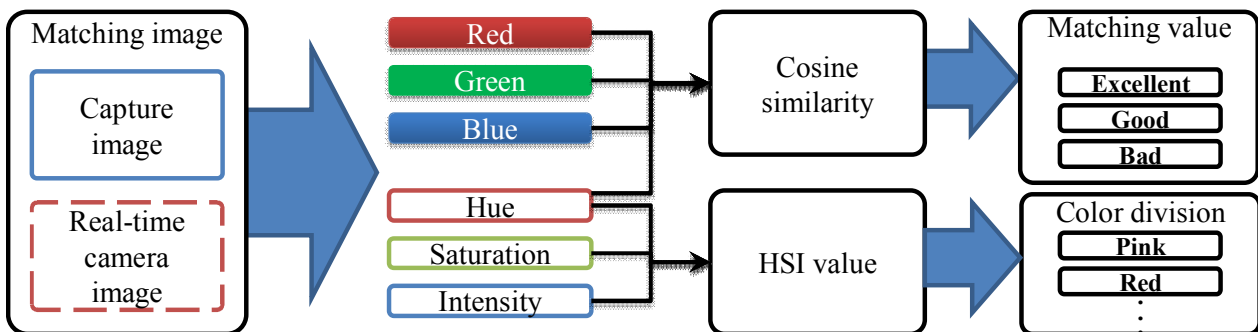 Matching image
Capture
image
Real-time
camera
image
Red
Green
Blue
Hue
Saturation
Intensity
Cosine
similarity
HSI value
Matching value
Excellent
Good
Bad
Color division
Pink
Red
⋮